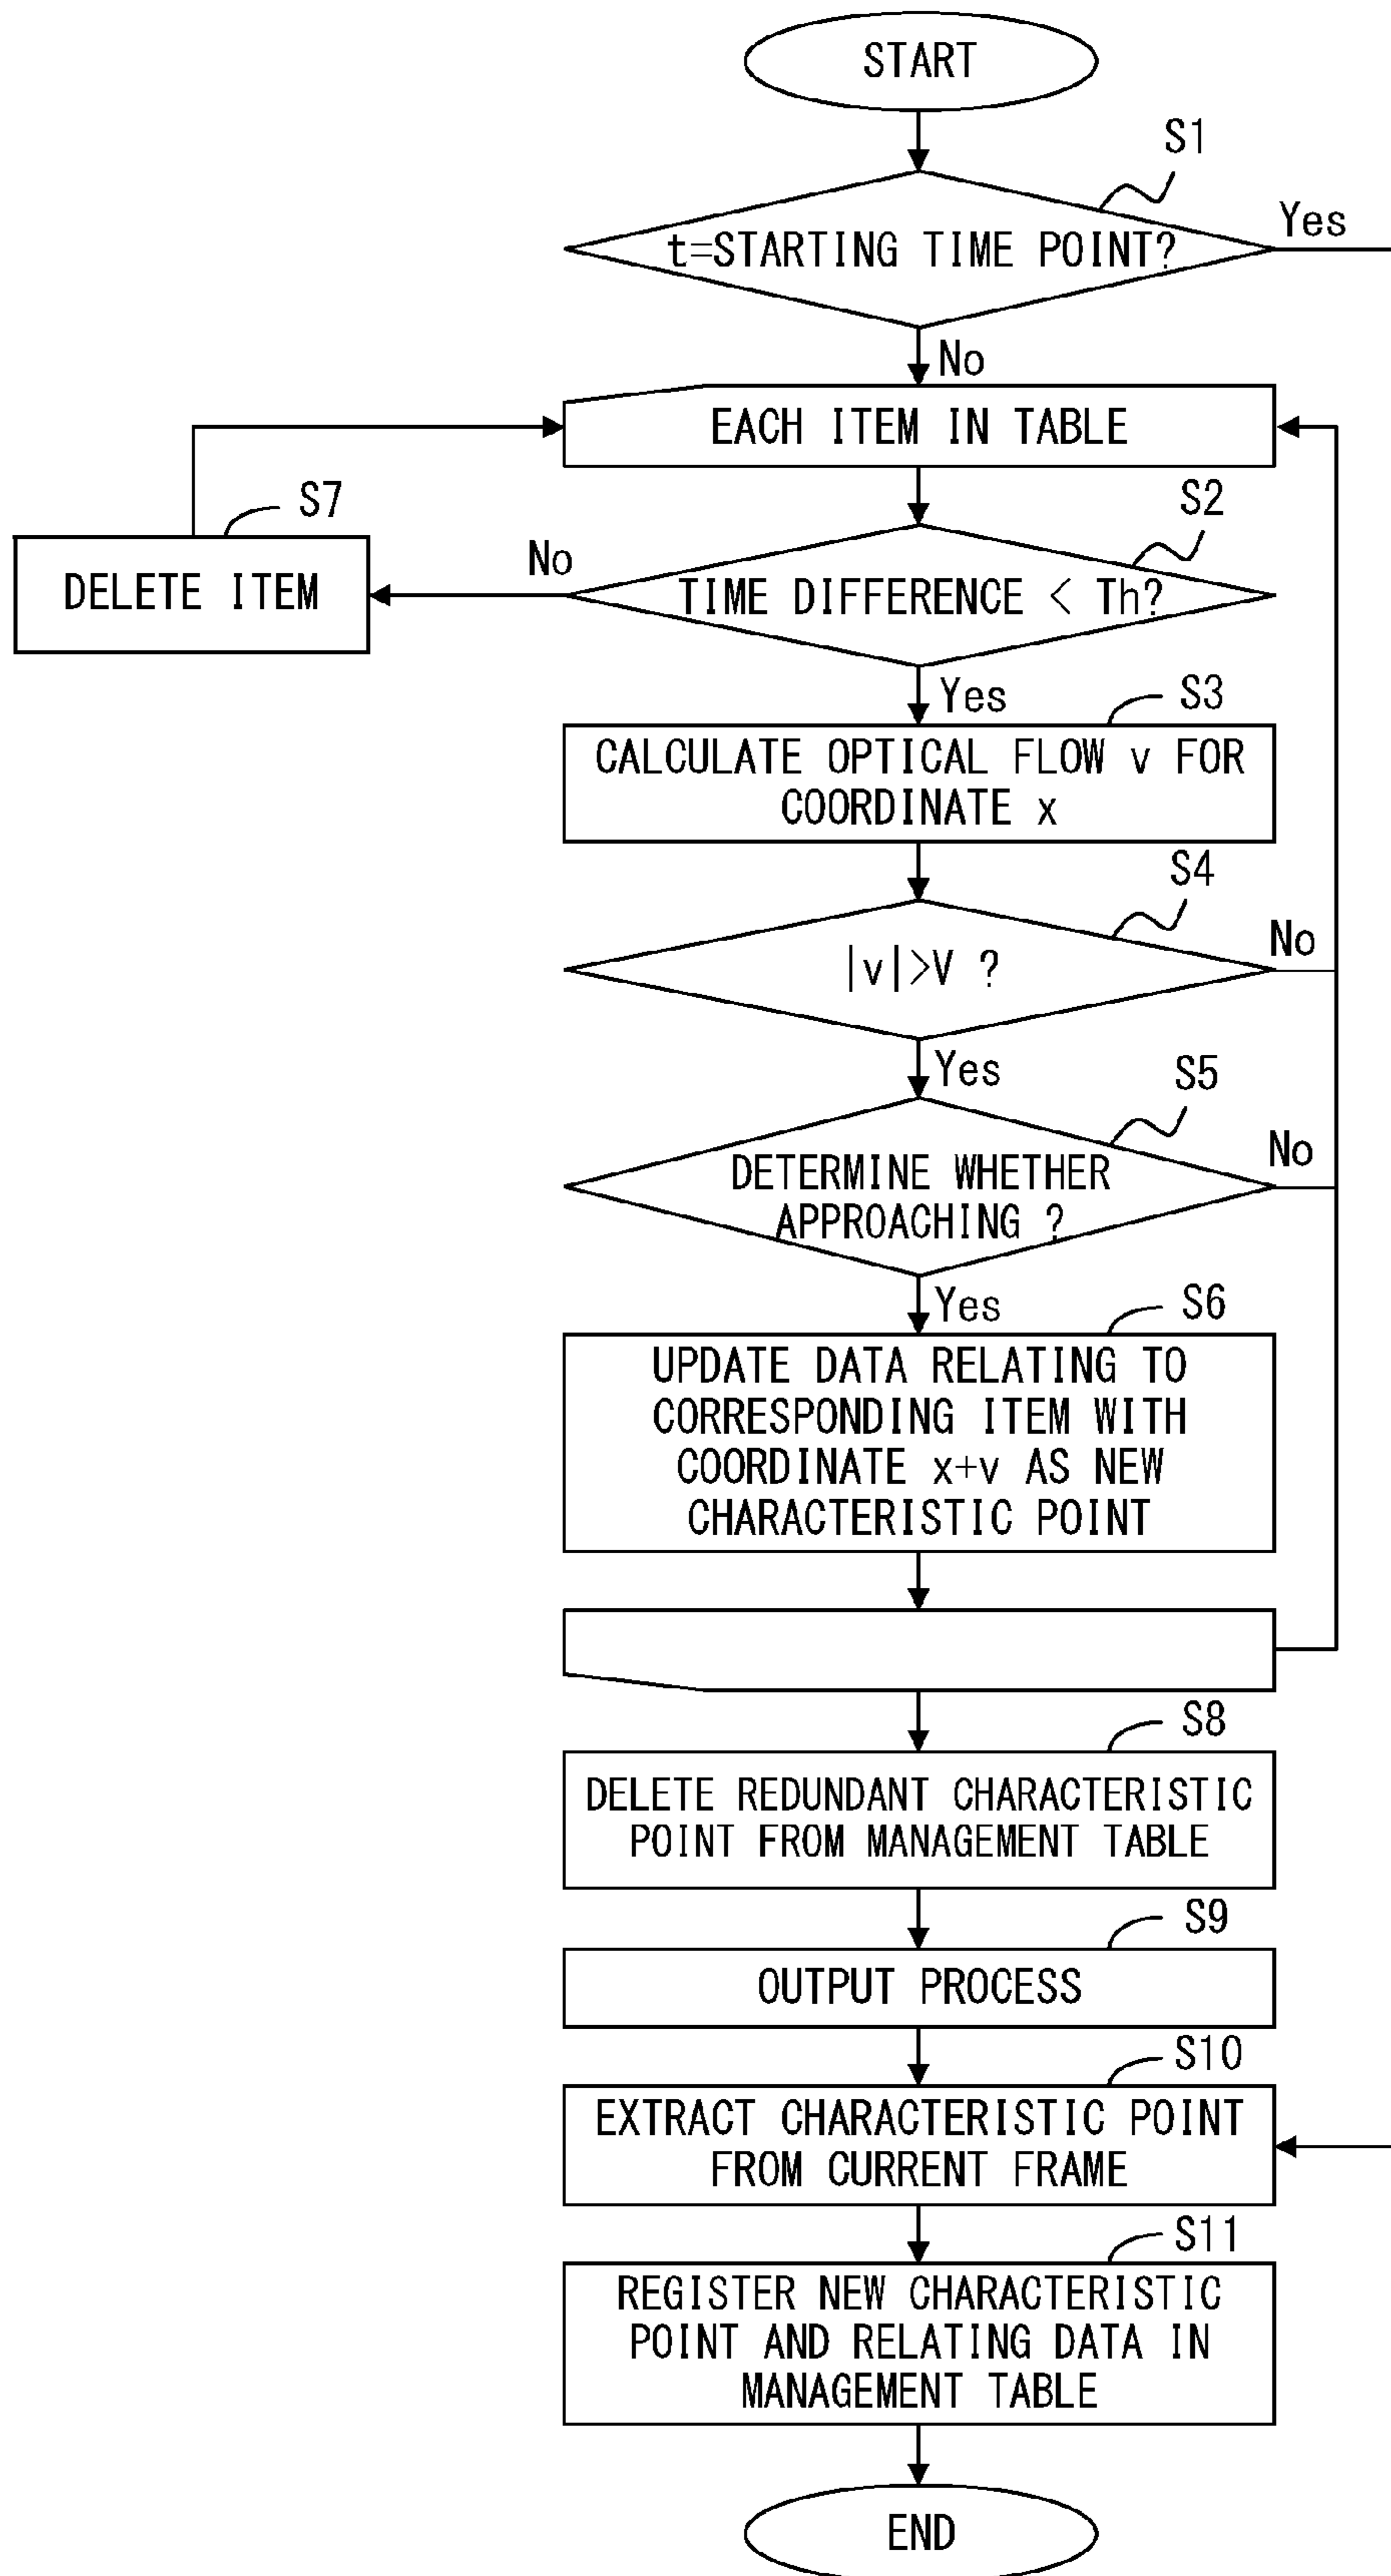 START
S1
t=STARTING TIME POINT?
Yes
No
EACH ITEM IN TABLE
S7
DELETE ITEM
S2
No
TIME DIFFERENCE < Th?
Yes
S3
CALCULATE OPTICAL FLOW v FOR
COORDINATE x
S4
|v|>V ?
No
Yes
S5
DETERMINE WHETHER
APPROACHING ?
No
Yes
S6
UPDATE DATA RELATING TO
CORRESPONDING ITEM WITH
COORDINATE x+v AS NEW
CHARACTERISTIC POINT
S8
DELETE REDUNDANT CHARACTERISTIC
POINT FROM MANAGEMENT TABLE
S9
OUTPUT PROCESS
S10
EXTRACT CHARACTERISTIC POINT
FROM CURRENT FRAME
S11
REGISTER NEW CHARACTERISTIC
POINT AND RELATING DATA IN
MANAGEMENT TABLE
END